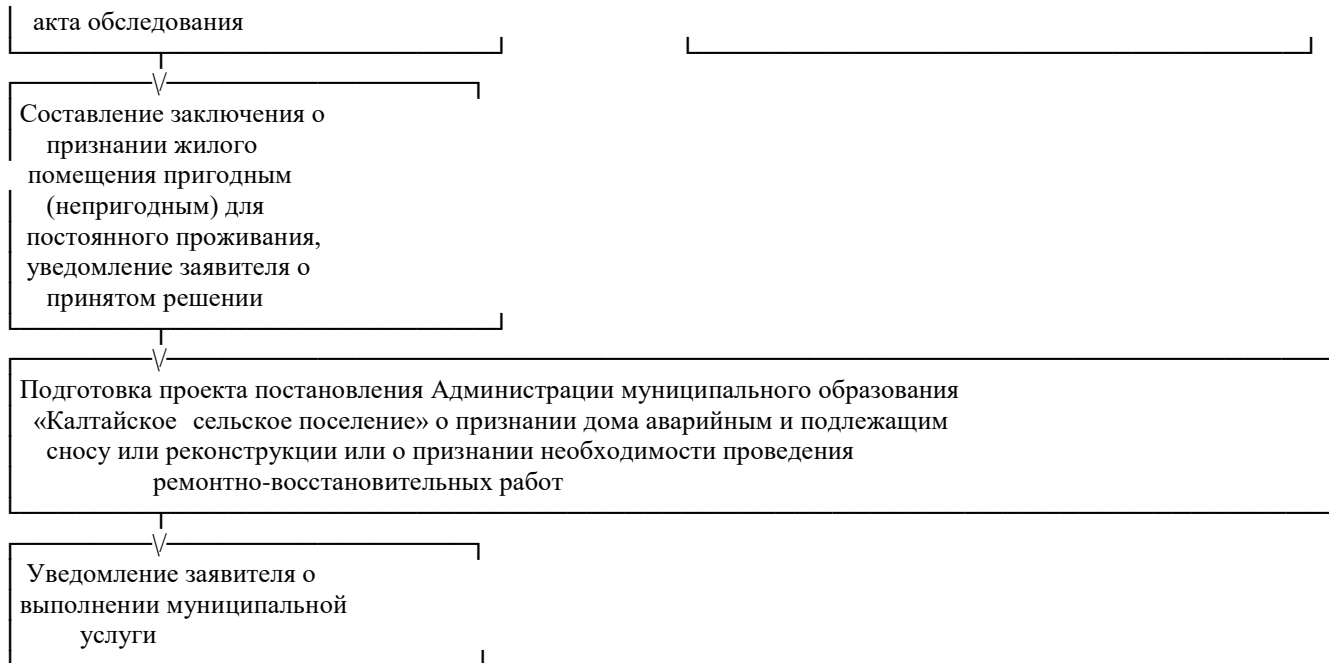 акта обследования
Составление заключения о
признании жилого
помещения пригодным
(непригодным) для
постоянного проживания,
уведомление заявителя о
принятом решении
Подготовка проекта постановления Администрации муниципального образования
«Калтайское сельское поселение» о признании дома аварийным и подлежащим
сносу или реконструкции или о признании необходимости проведения
ремонтно-восстановительных работ
Уведомление заявителя о
выполнении муниципальной
услуги